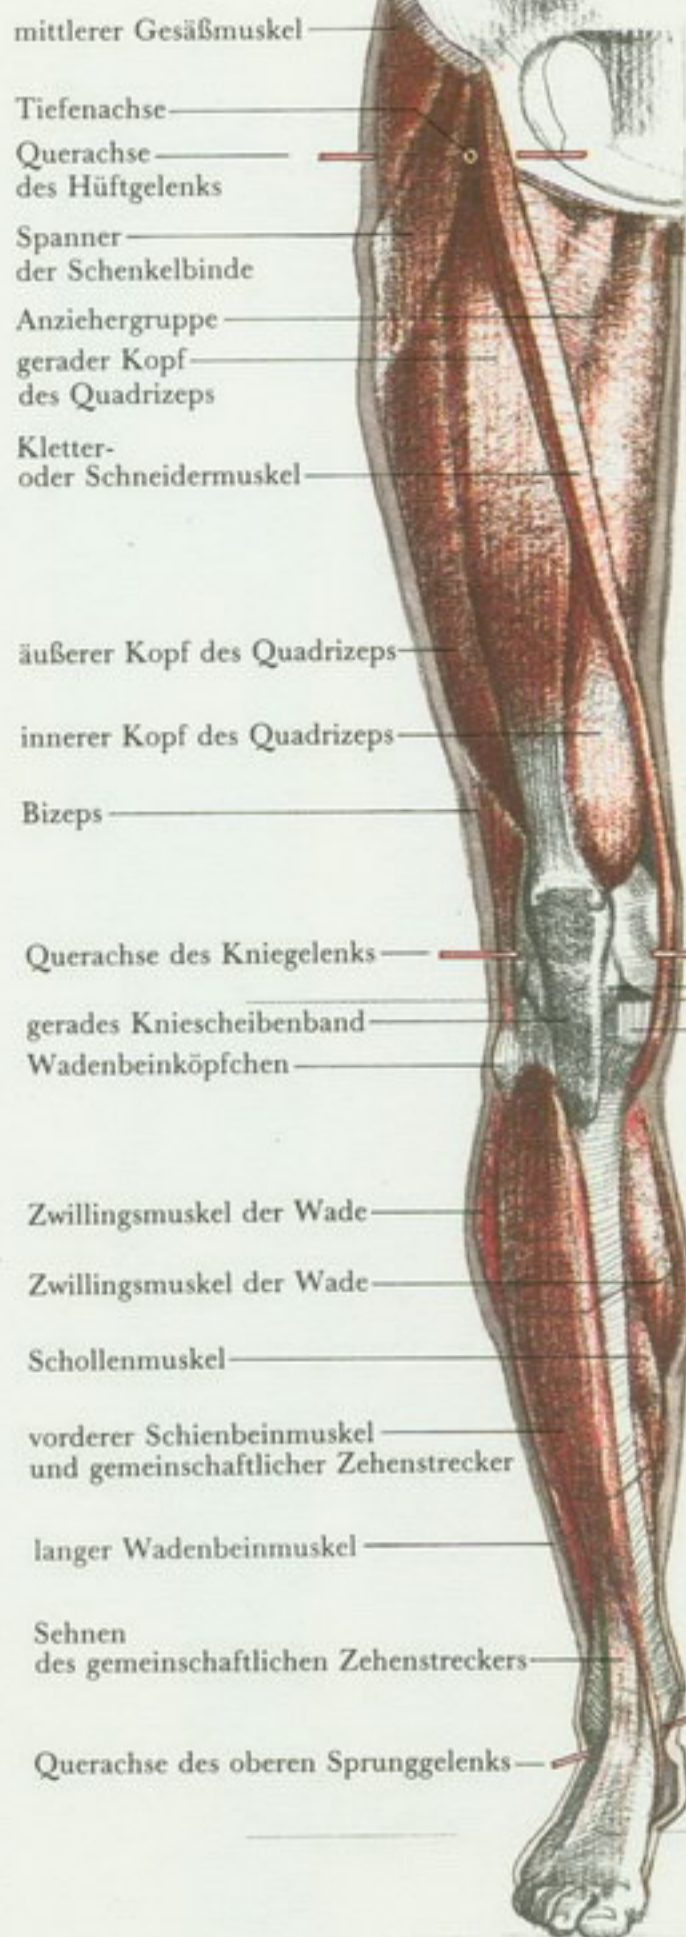 mittlerer Gesäßmuskel
Tiefenachse
Querachse
des Hüftgelenks
Spanner
der Schenkelbinde
Anziehergruppe
gerader Kopf
des Quadrizeps
Kletter-
oder Schneidermuskel
äußerer Kopf des Quadrizeps
innerer Kopf des Quadrizeps
Bizeps
Querachse des Kniegelenks
gerades Kniescheibenband
Wadenbeinköpfchen
Zwillingsmuskel der Wade
Zwillingsmuskel der Wade
Schollenmuskel
vorderer Schienbeinmuskel
und gemeinschaftlicher Zehenstrecker
langer Wadenbeinmuskel
Sehnen
des gemeinschaftlichen Zehenstreckers
Querachse des oberen Sprunggelenks